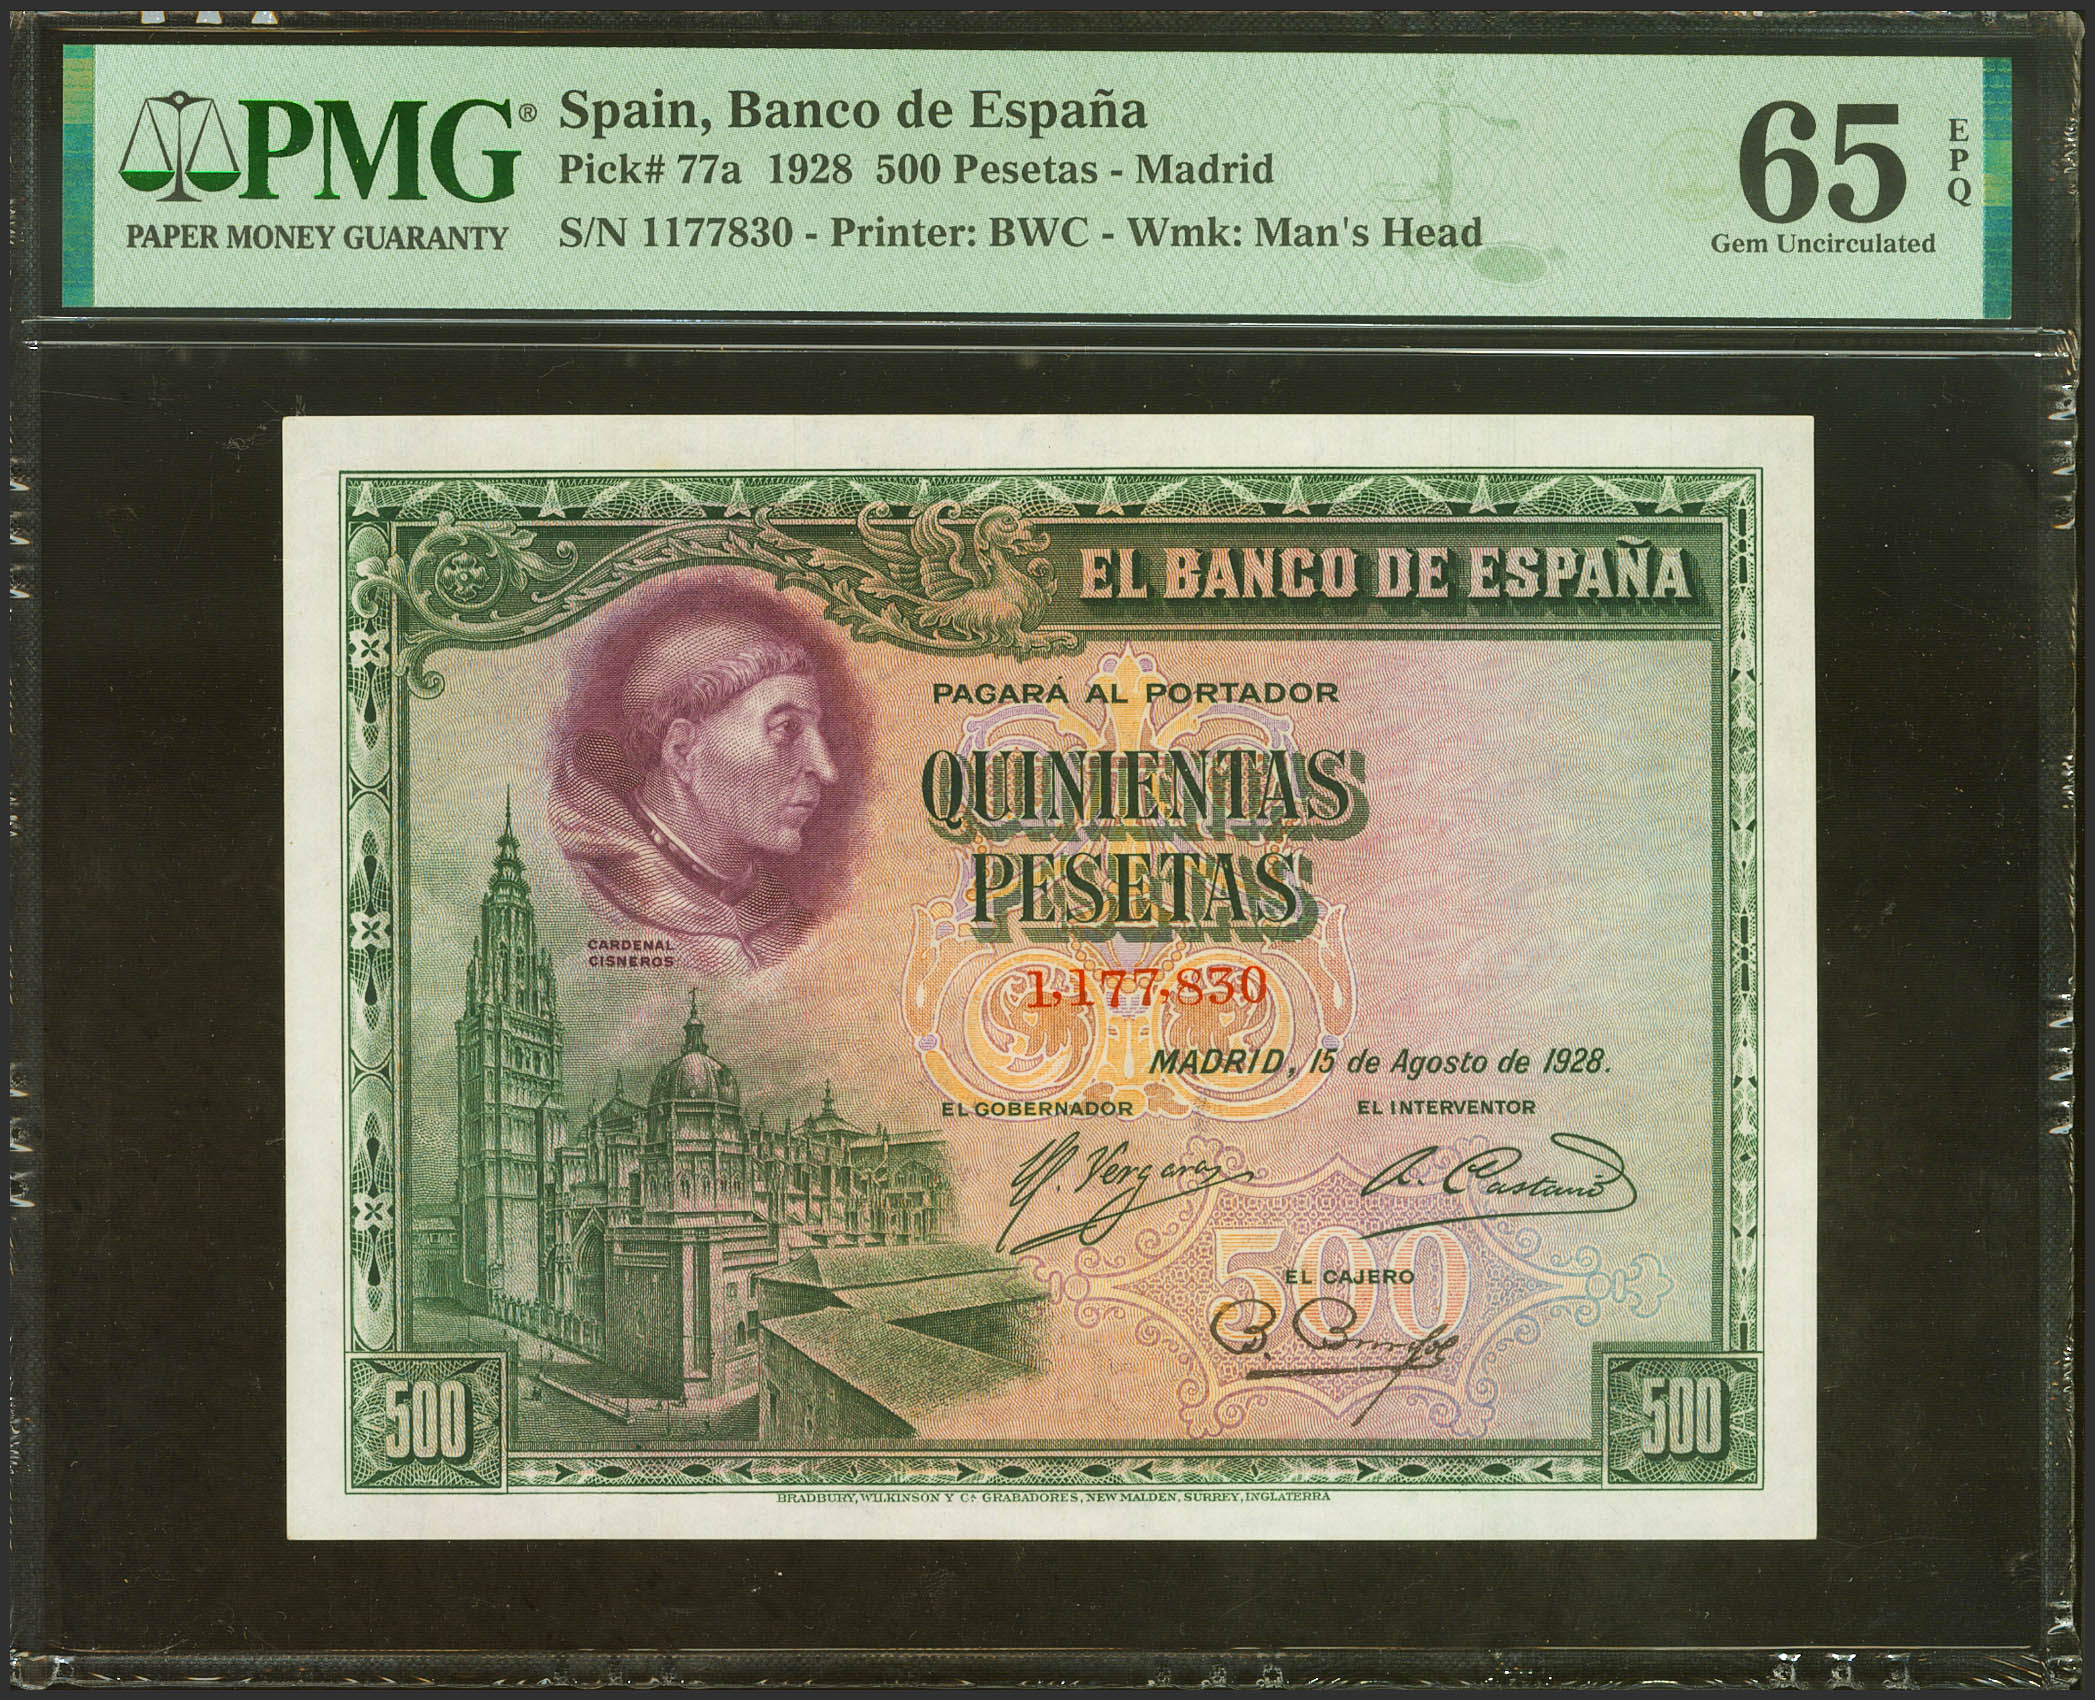 PMG®
PAPER MONEY GUARANTY
Spain, Banco de España
Pick# 77a 1928 500 Pesetas - Madrid
S/N 1177830 - Printer: BWC - Wmk: Man's Head
65
EPQ
Gem Uncirculated
EL BANCO DE ESPAÑA
PAGARÁ AL PORTADOR
QUINIENTAS
PESETAS
CARDENAL
CISNEROS
1,177,830
MADRID, 15 de Agosto de 1928.
EL GOBERNADOR EL INTERVENTOR
Vergara A. Castaño
500
EL CAJERO
500 500
BRADBURY, WILKINSON Y Cª. GRABADORES, NEW MALDEN, SURREY, INGLATERRA